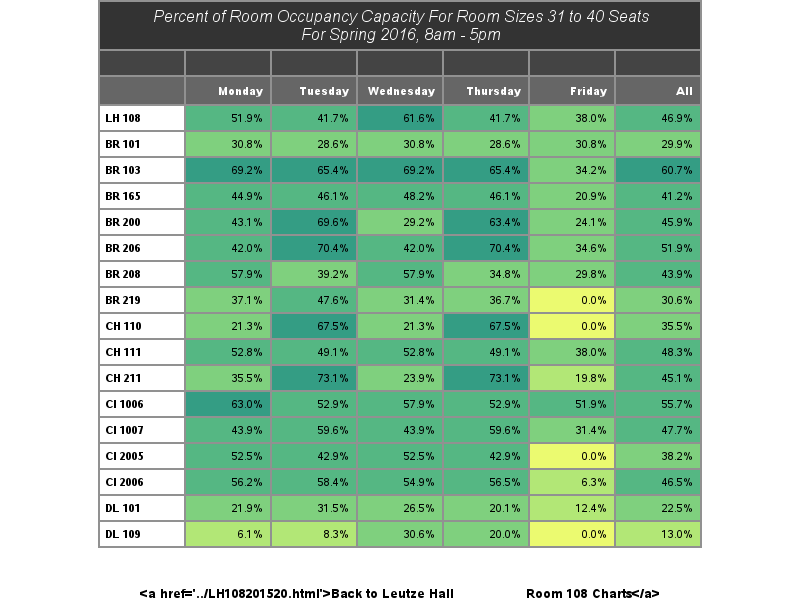 Percent of Room Occupancy Capacity For Room Sizes 31 to 40 Seats
For Spring 2016, 8am - 5pm
Monday Tuesday Wednesday Thursday Friday All
LH 108 51.9% 41.7% 61.6% 41.7% 38.0% 46.9%
BR 101 30.8% 28.6% 30.8% 28.6% 30.8% 29.9%
BR 103 69.2% 65.4% 69.2% 65.4% 34.2% 60.7%
BR 165 44.9% 46.1% 48.2% 46.1% 20.9% 41.2%
BR 200 43.1% 69.6% 29.2% 63.4% 24.1% 45.9%
BR 206 42.0% 70.4% 42.0% 70.4% 34.6% 51.9%
BR 208 57.9% 39.2% 57.9% 34.8% 29.8% 43.9%
BR 219 37.1% 47.6% 31.4% 36.7% 0.0% 30.6%
CH 110 21.3% 67.5% 21.3% 67.5% 0.0% 35.5%
CH 111 52.8% 49.1% 52.8% 49.1% 38.0% 48.3%
CH 211 35.5% 73.1% 23.9% 73.1% 19.8% 45.1%
CI 1006 63.0% 52.9% 57.9% 52.9% 51.9% 55.7%
CI 1007 43.9% 59.6% 43.9% 59.6% 31.4% 47.7%
CI 2005 52.5% 42.9% 52.5% 42.9% 0.0% 38.2%
CI 2006 56.2% 58.4% 54.9% 56.5% 6.3% 46.5%
DL 101 21.9% 31.5% 26.5% 20.1% 12.4% 22.5%
DL 109 6.1% 8.3% 30.6% 20.0% 0.0% 13.0%
<a href='../LH108201520.html'>Back to Leutze Hall Room 108 Charts</a>